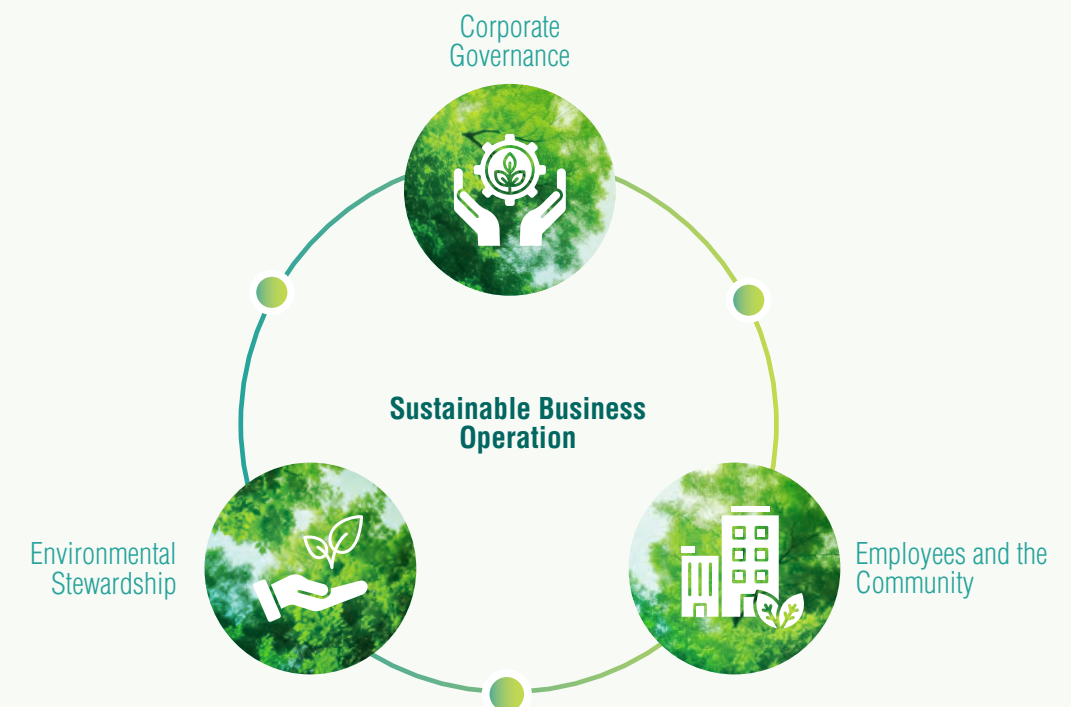 Corporate
Governance
Sustainable Business
Operation
Environmental
Stewardship
Employees and the
Community